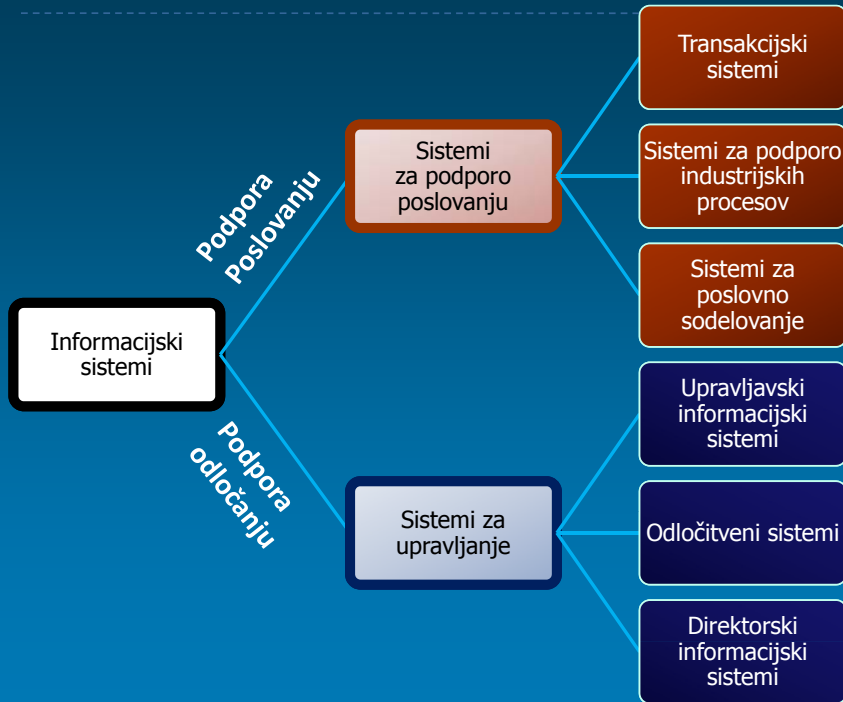 Informacijski
sistemi
Podpora
Poslovanju
Sistemi
za podporo
poslovanju
Transakcijski
sistemi
Sistemi za podporo
industrijskih
procesov
Sistemi za
poslovno
sodelovanje
Podpora
odločanju
Sistemi za
upravljanje
Upravljavski
informacijski
sistemi
Odločitveni sistemi
Direktorski
informacijski
sistemi